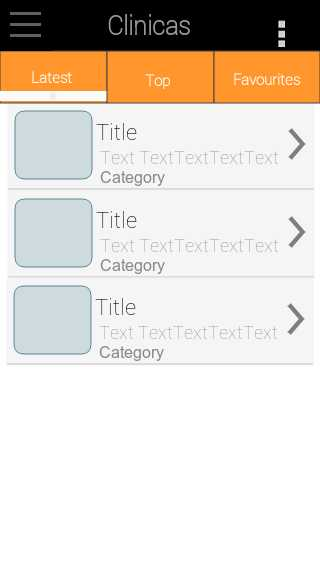 Clinicas
Latest
Top
Favourites
Title
Text TextTextTextText
Category
Title
Text TextTextTextText
Category
Title
Text TextTextTextText
Category